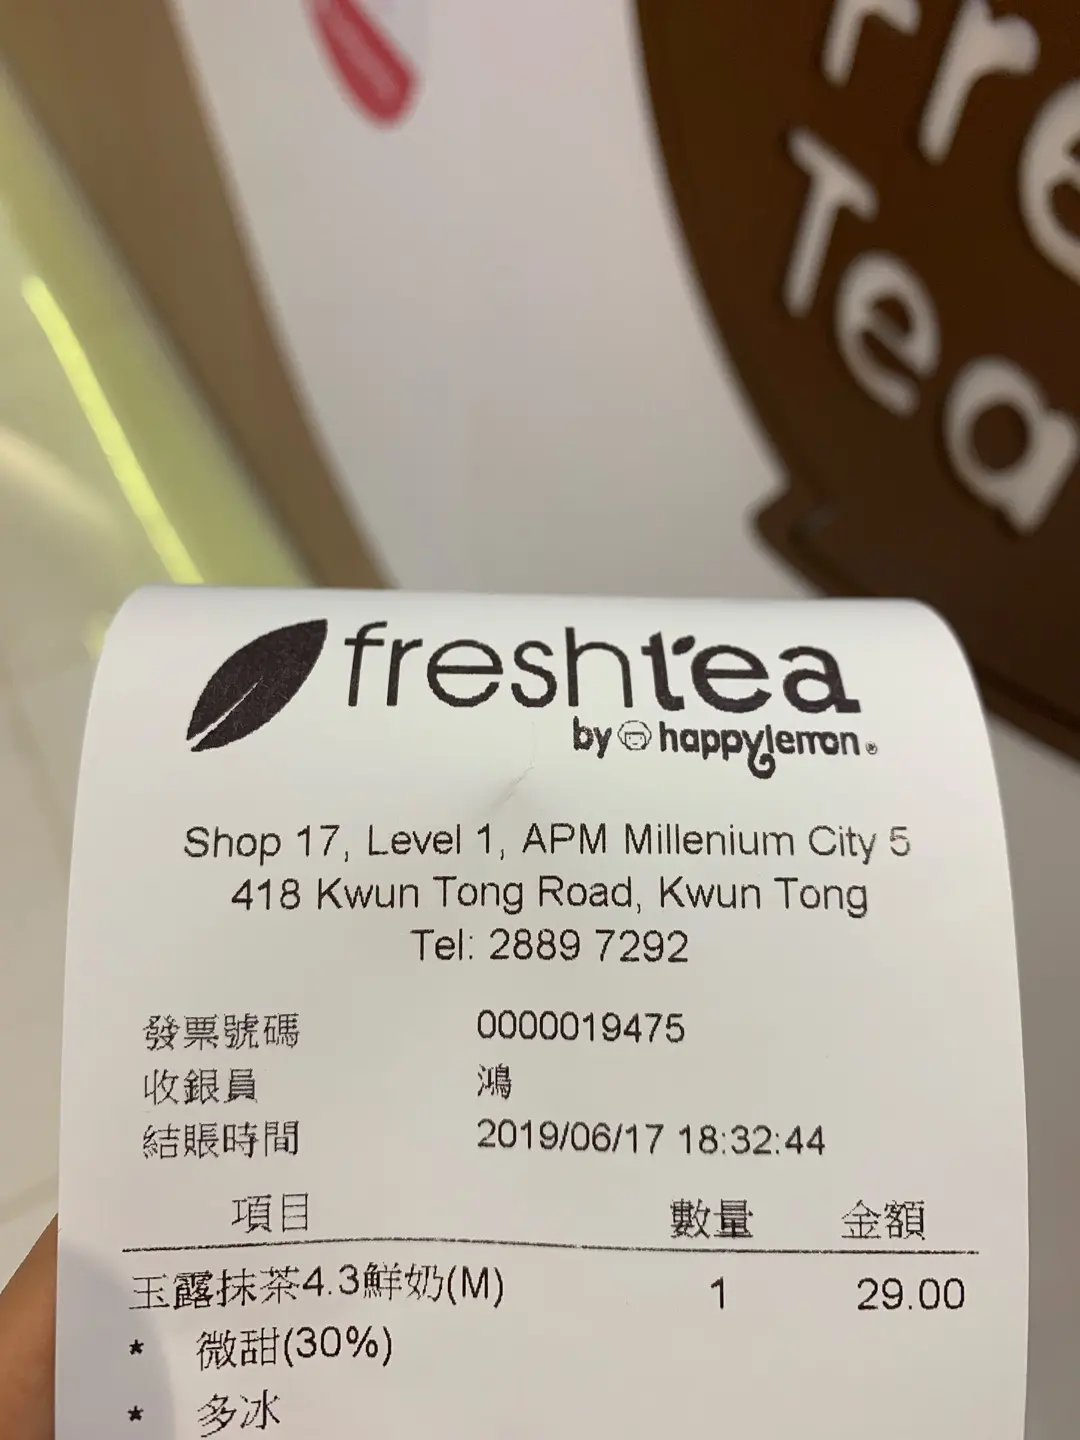 Tea
freshtea
by happylemon®
Shop 17, Level 1, APM Millenium City 5
418 Kwun Tong Road, Kwun Tong
Tel: 2889 7292
發票號碼 0000019475
收銀員 鴻
結賬時間 2019/06/17 18:32:44
項目 數量 金額
玉露抹茶4.3鮮奶(M) 1 29.00
* 微甜(30%)
* 多冰